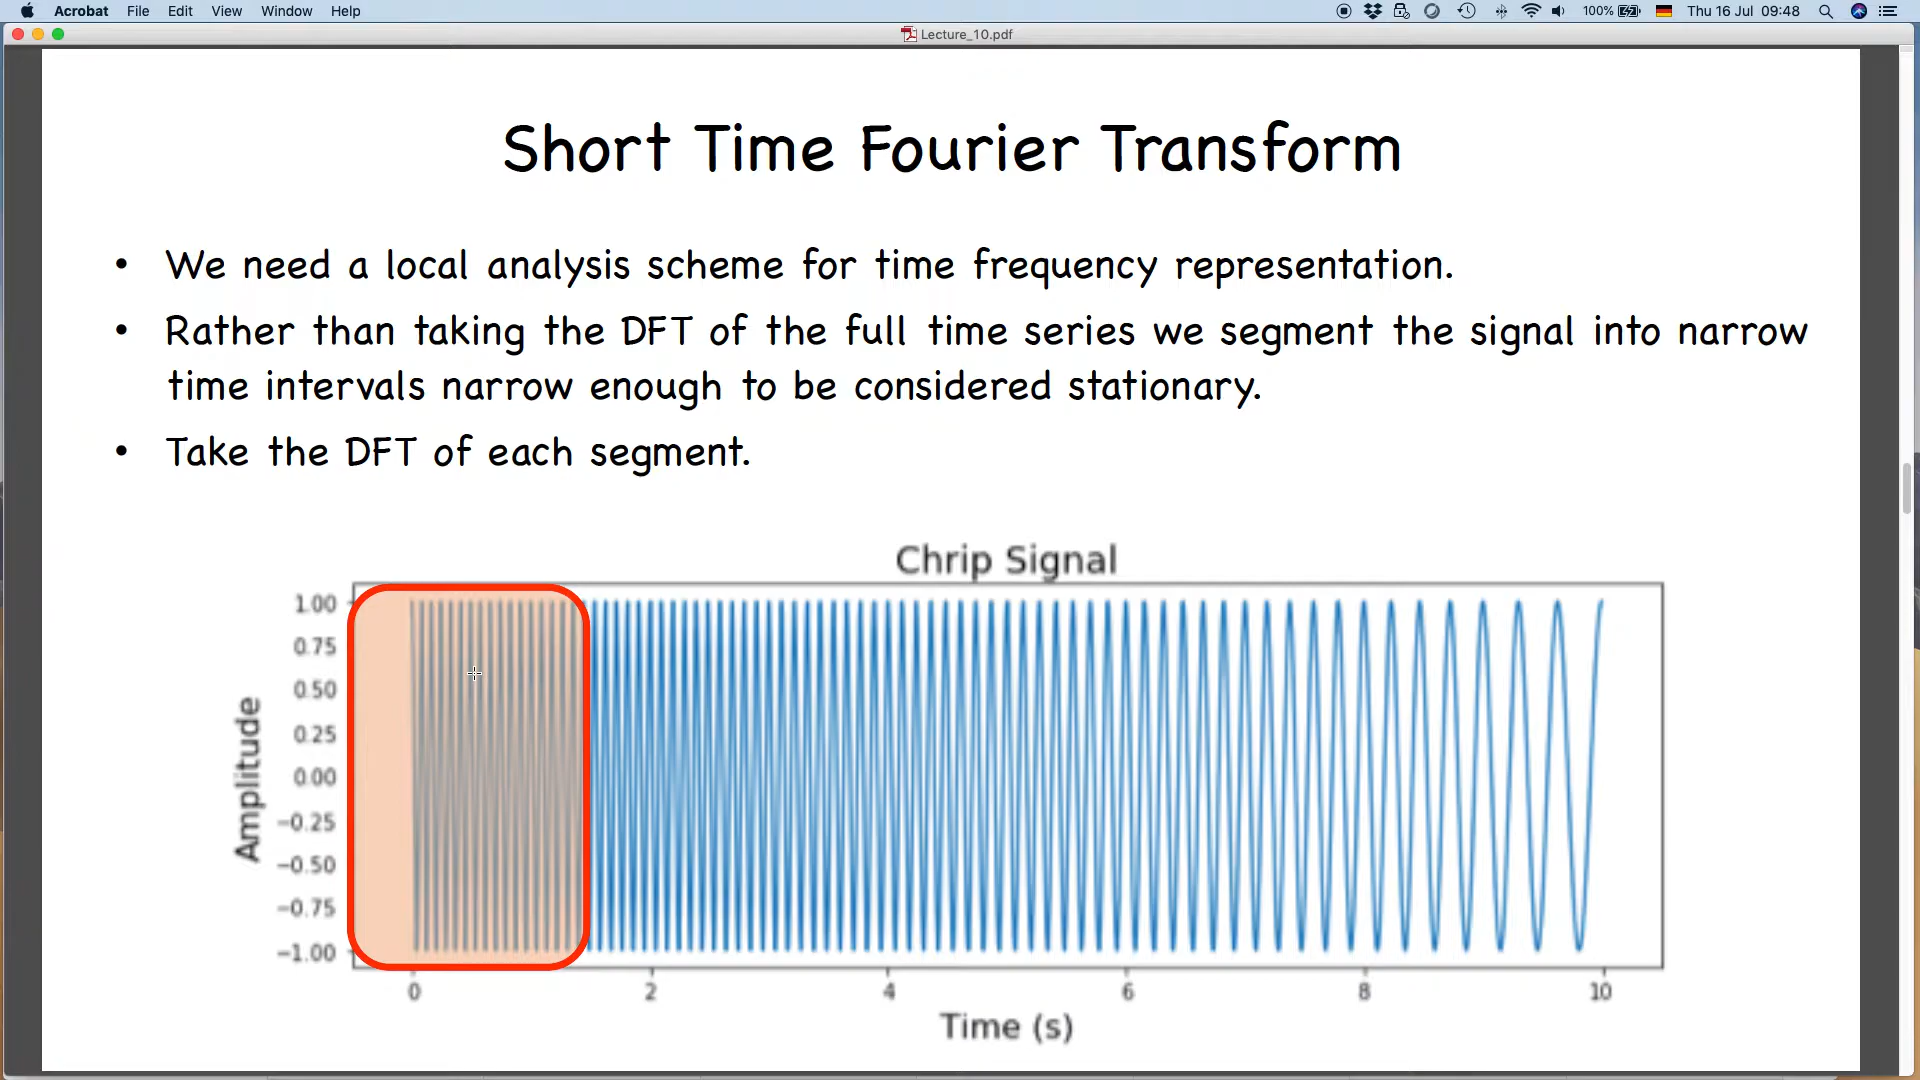 Acrobat File Edit View Window Help 100% Thu 16 Jul 09:48
Lecture_10.pdf
Short Time Fourier Transform
• We need a local analysis scheme for time frequency representation.
• Rather than taking the DFT of the full time series we segment the signal into narrow
time intervals narrow enough to be considered stationary.
• Take the DFT of each segment.
Chrip Signal
1.00
0.75
0.50
0.25
0.00
−0.25
−0.50
−0.75
−1.00
Amplitude
0 2 4 6 8 10
Time (s)